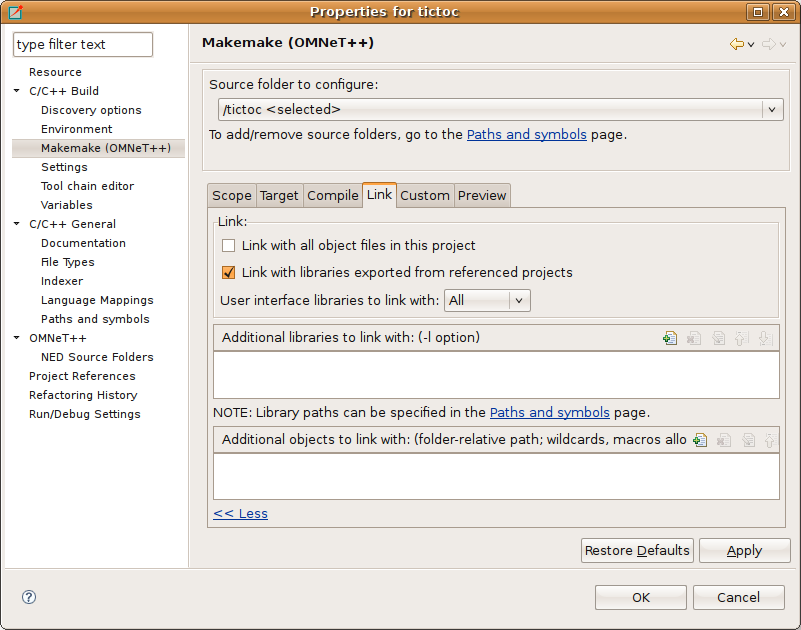 Properties for tictoc
type filter text
Resource
C/C++ Build
Discovery options
Environment
Makemake (OMNeT++)
Settings
Tool chain editor
Variables
C/C++ General
Documentation
File Types
Indexer
Language Mappings
Paths and symbols
OMNeT++
NED Source Folders
Project References
Refactoring History
Run/Debug Settings
Makemake (OMNeT++)
Source folder to configure:
/tictoc <selected>
To add/remove source folders, go to the Paths and symbols page.
Scope Target Compile Link Custom Preview
Link:
Link with all object files in this project
Link with libraries exported from referenced projects
User interface libraries to link with: All
Additional libraries to link with: (-l option)
NOTE: Library paths can be specified in the Paths and symbols page.
Additional objects to link with: (folder-relative path; wildcards, macros allo
<< Less
Restore Defaults Apply
? OK Cancel